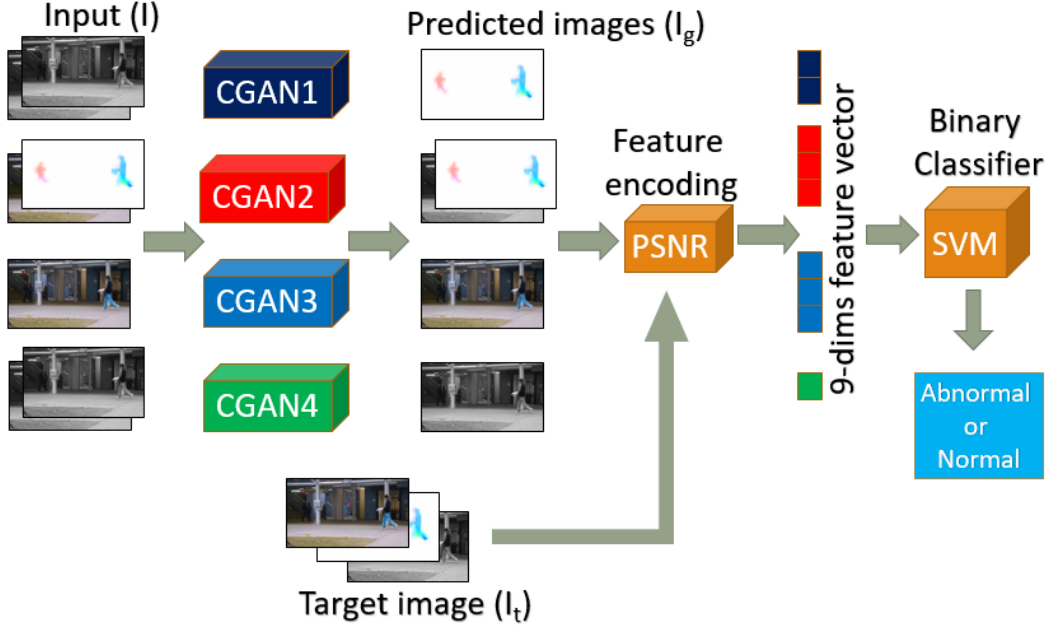 Input (I)
Predicted images (Ig)
CGAN1
CGAN2
CGAN3
CGAN4
Feature
encoding
PSNR
9-dims feature vector
Binary
Classifier
SVM
Abnormal
or
Normal
Target image (It)